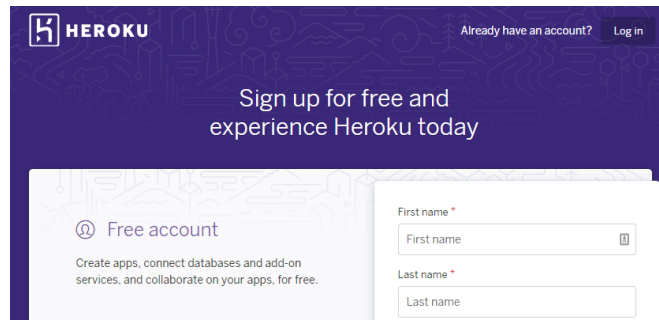 HEROKU
Already have an account?
Log in
Sign up for free and
experience Heroku today
Free account
Create apps, connect databases and add-on
services, and collaborate on your apps, for free.
First name *
First name
Last name *
Last name